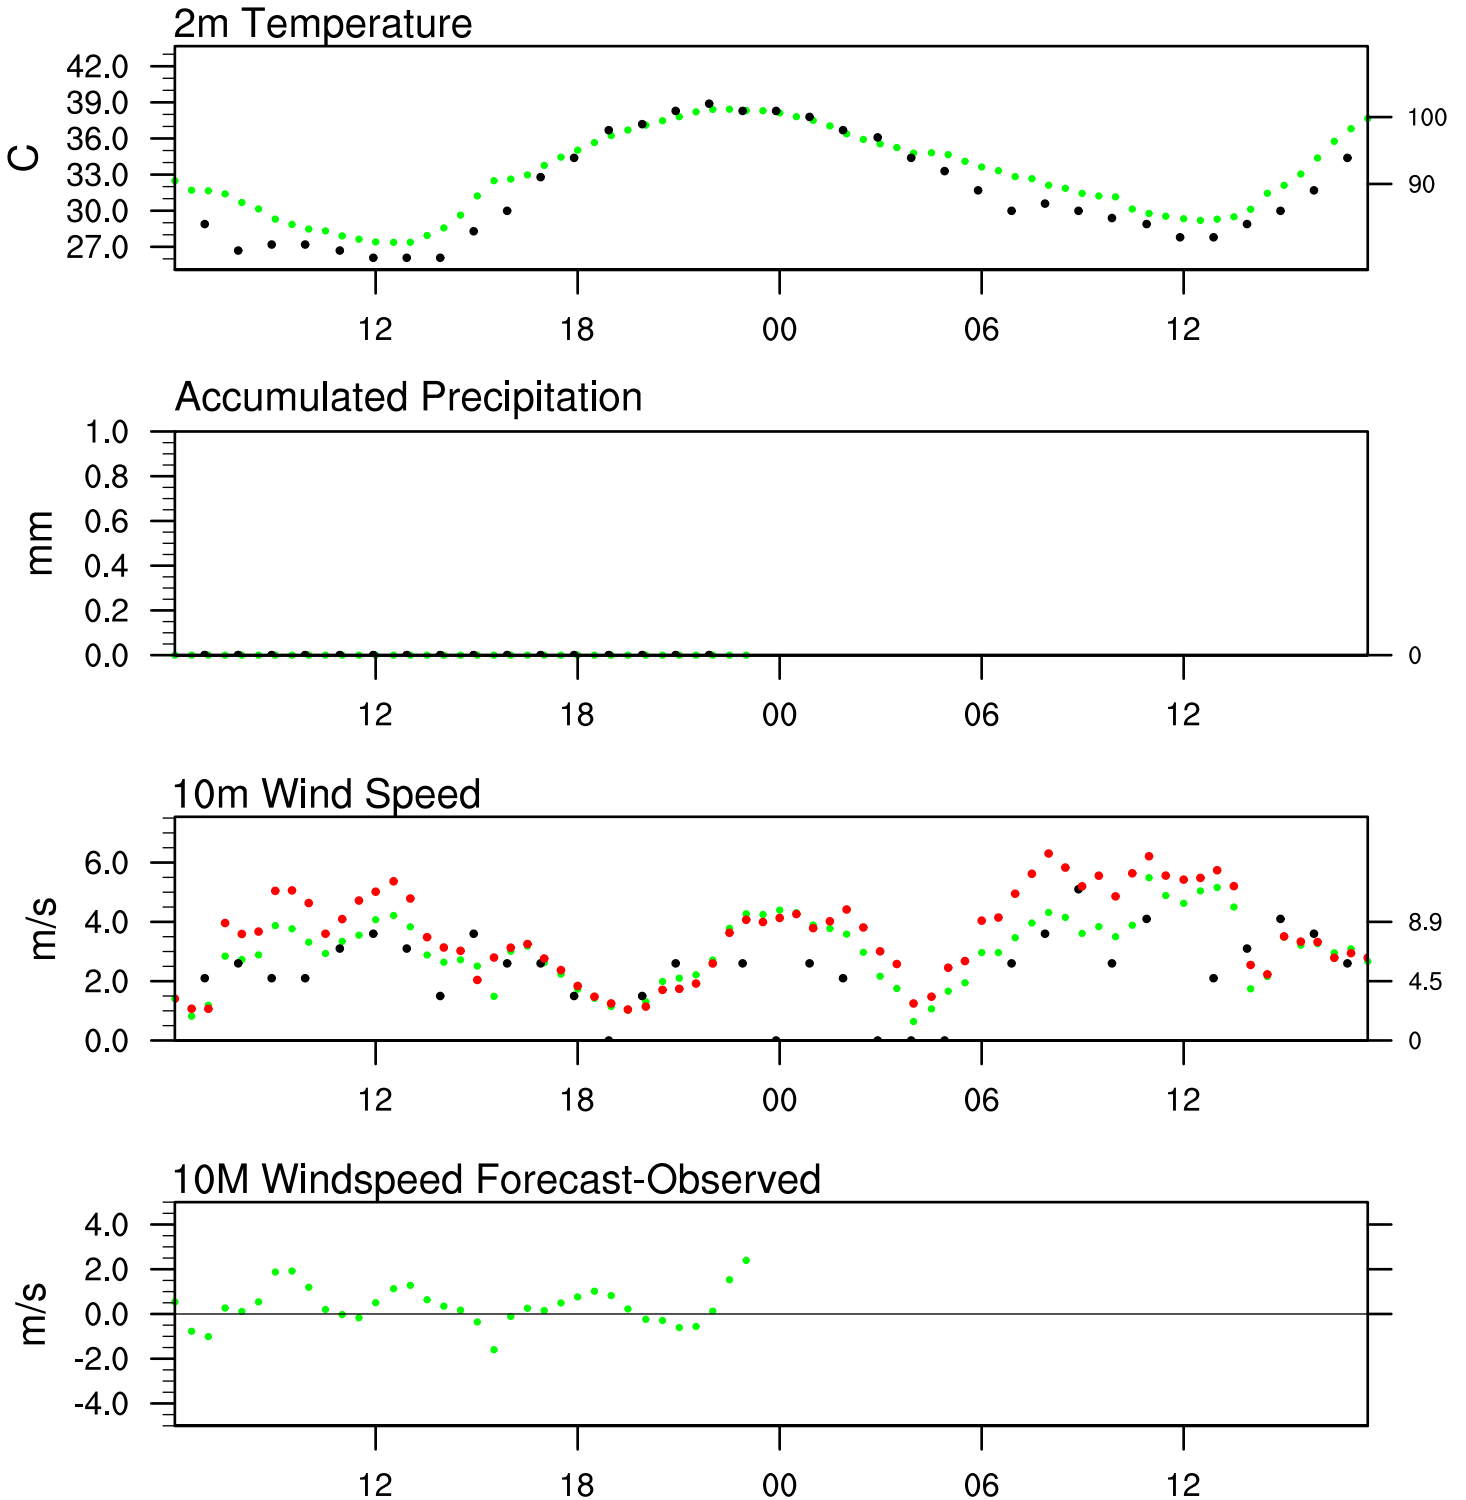 2m Temperature
42.0
39.0
36.0
33.0
30.0
27.0
C
100
90
12 18 00 06 12
Accumulated Precipitation
1.0
0.8
0.6
0.4
0.2
0.0
mm
0
12 18 00 06 12
10m Wind Speed
6.0
4.0
2.0
0.0
m/s
8.9
4.5
0
12 18 00 06 12
10M Windspeed Forecast-Observed
4.0
2.0
0.0
-2.0
-4.0
m/s
12 18 00 06 12